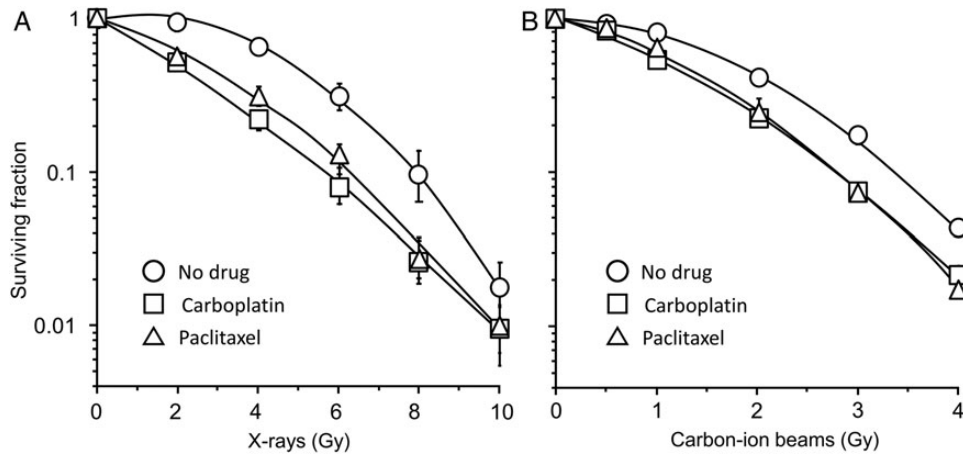 A
Surviving fraction
1
0.1
0.01
No drug
Carboplatin
Paclitaxel
0 2 4 6 8 10
X-rays (Gy)
B
No drug
Carboplatin
Paclitaxel
0 1 2 3 4
Carbon-ion beams (Gy)